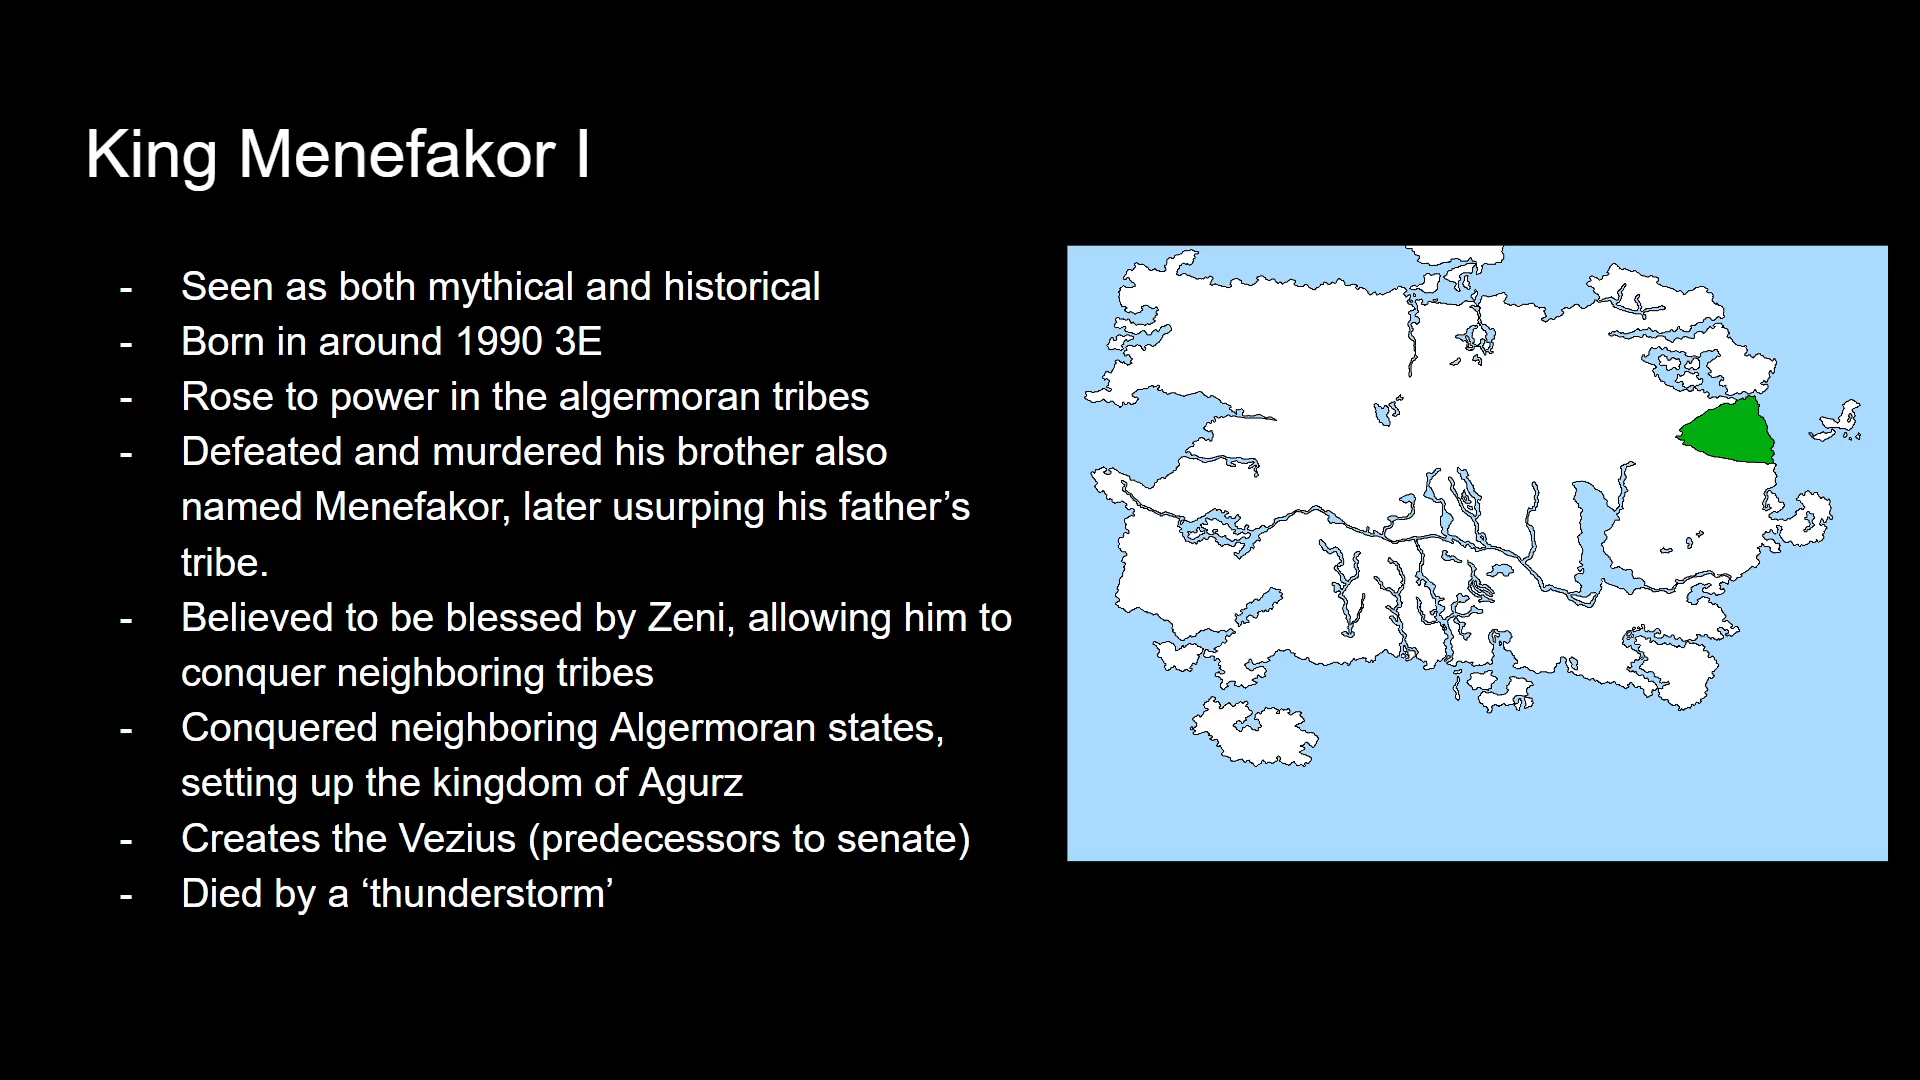 King Menefakor I
- Seen as both mythical and historical
- Born in around 1990 3E
- Rose to power in the algermoran tribes
- Defeated and murdered his brother also
named Menefakor, later usurping his father’s
tribe.
- Believed to be blessed by Zeni, allowing him to
conquer neighboring tribes
- Conquered neighboring Algermoran states,
setting up the kingdom of Agurz
- Creates the Vezius (predecessors to senate)
- Died by a ‘thunderstorm’